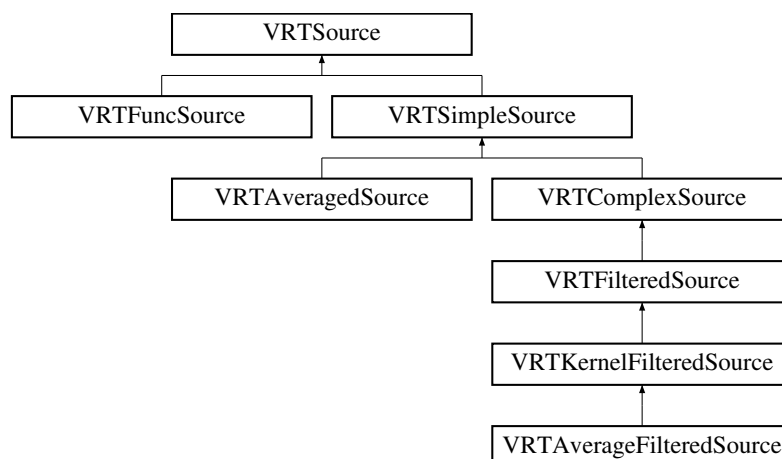 VRTSource
VRTFuncSource
VRTSimpleSource
VRTAveragedSource
VRTComplexSource
VRTFilteredSource
VRTKernelFilteredSource
VRTAverageFilteredSource